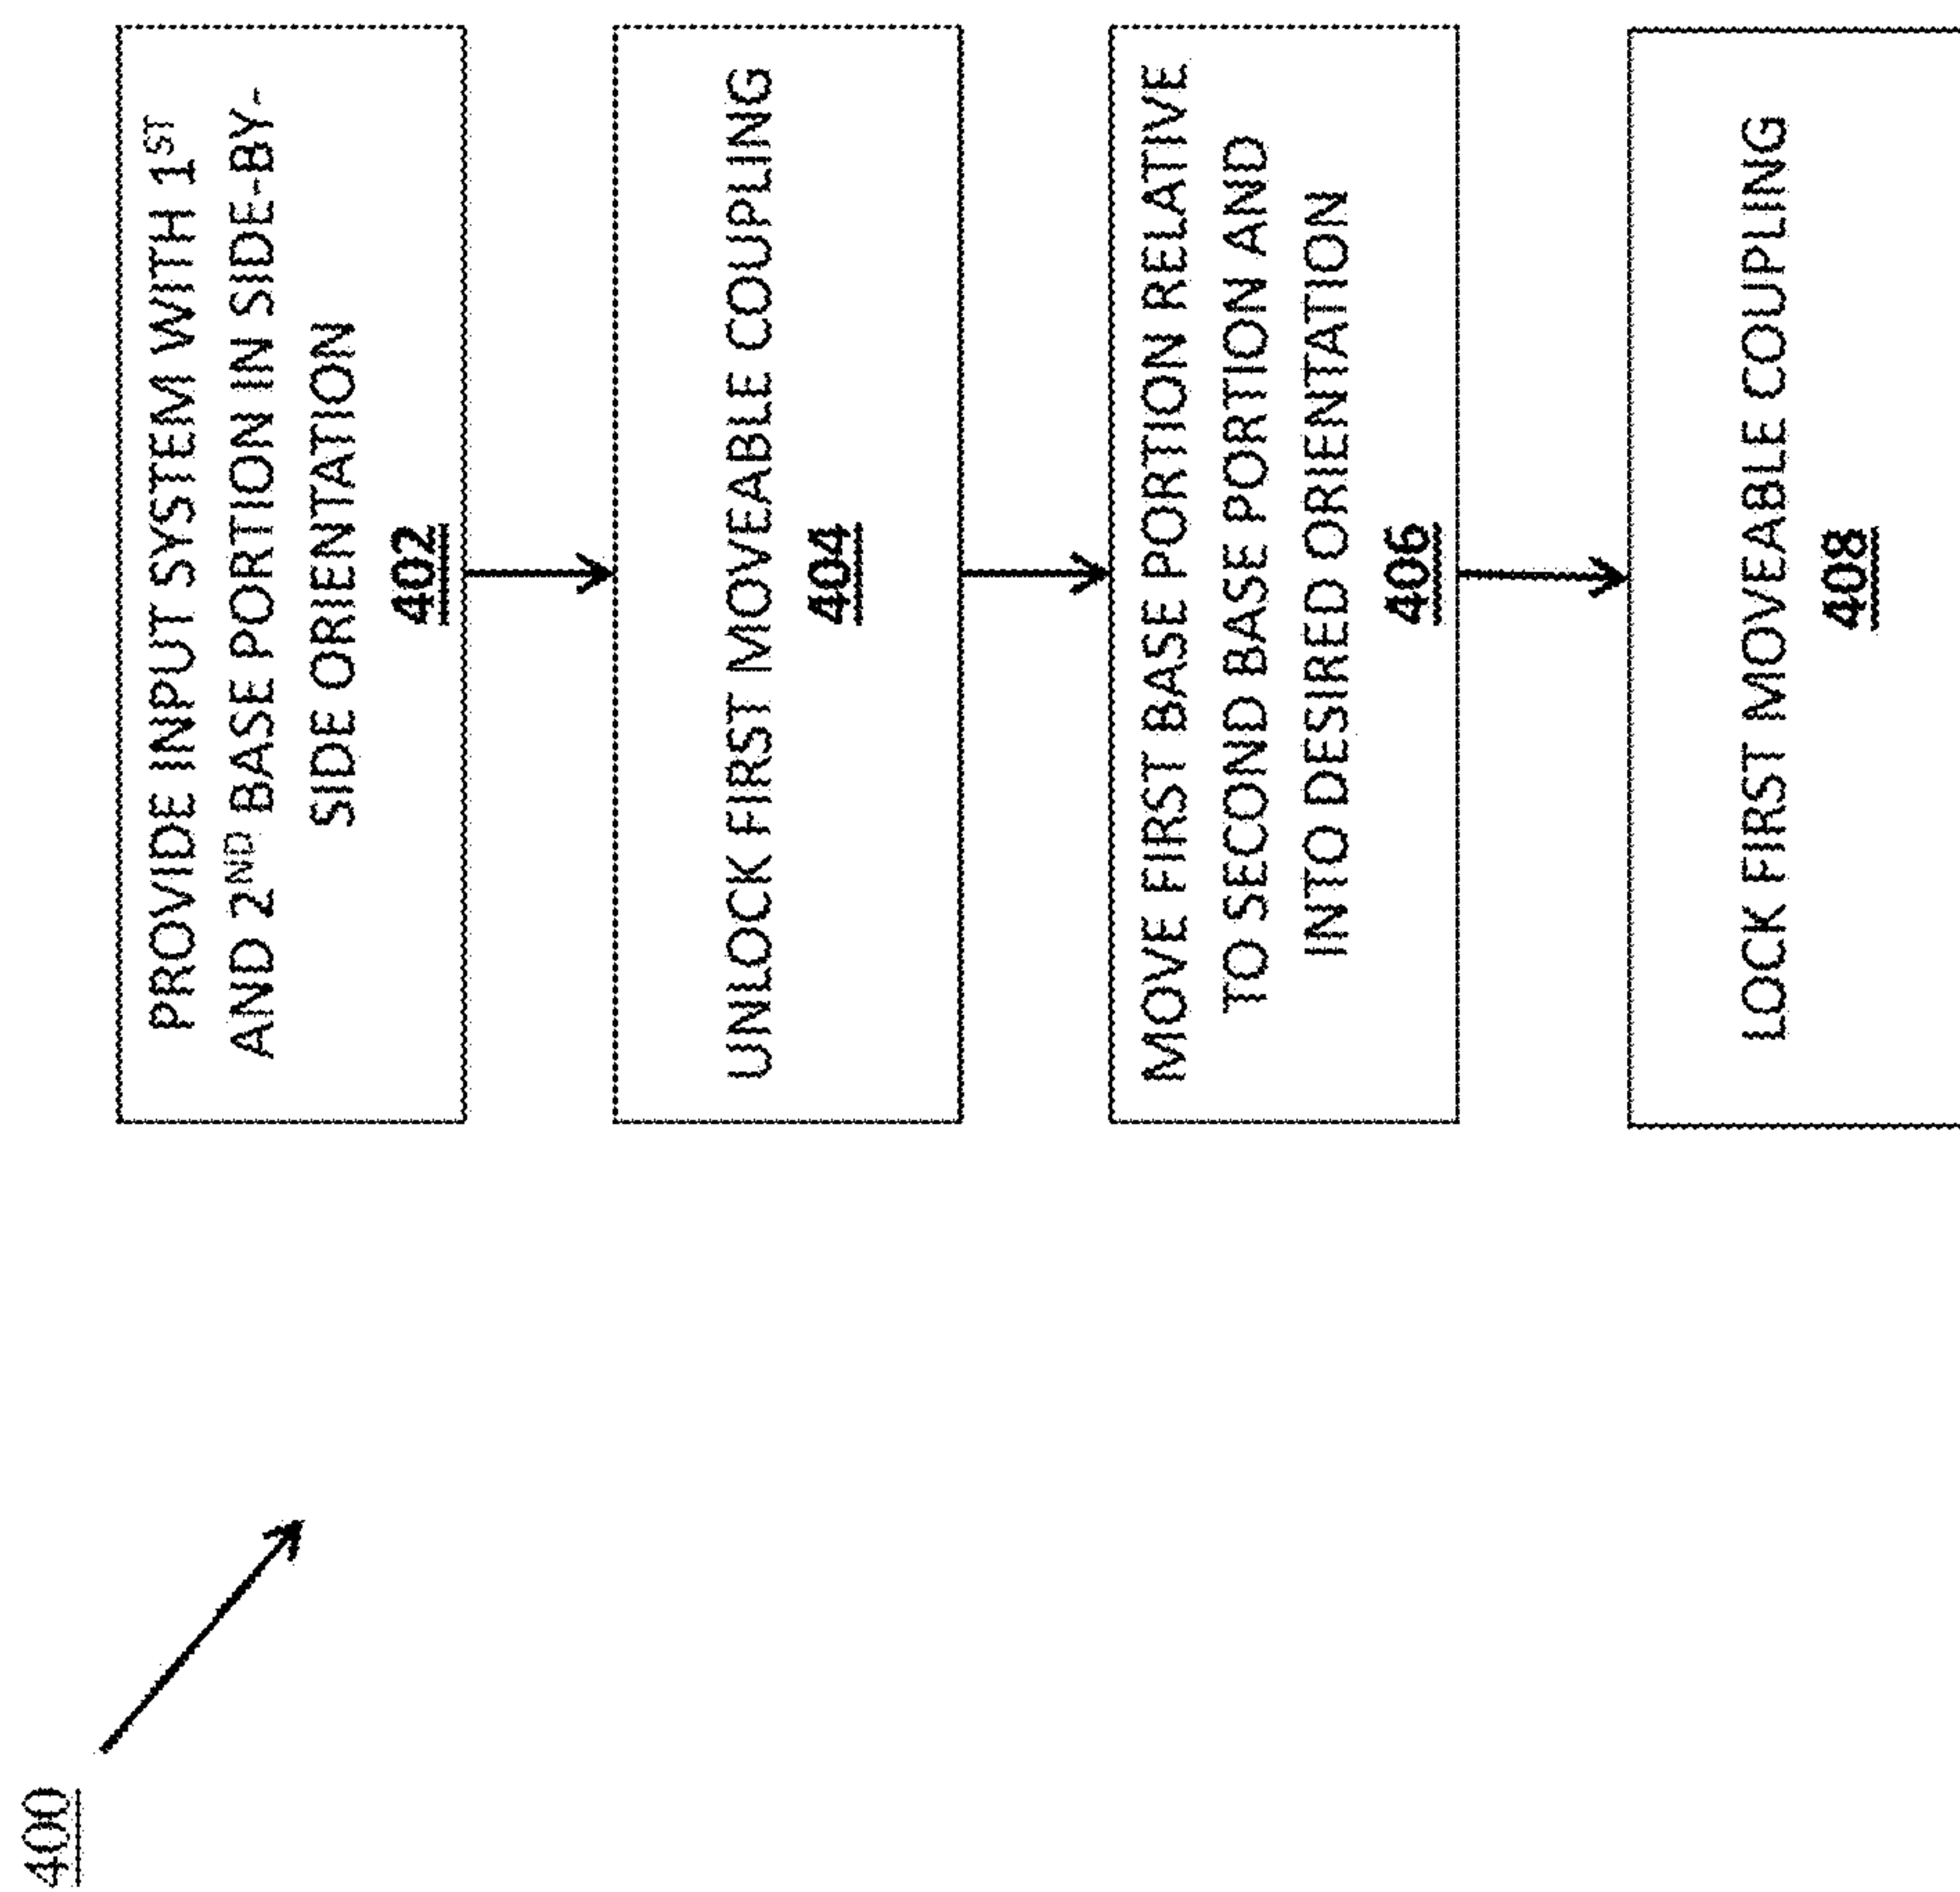 400
PROVIDE INPUT SYSTEM WITH 1ST
AND 2ND BASE PORTION IN SIDE-BY-
SIDE ORIENTATION
402
UNLOCK FIRST MOVEABLE COUPLING
404
MOVE FIRST BASE PORTION RELATIVE
TO SECOND BASE PORTION AND
INTO DESIRED ORIENTATION
406
LOCK FIRST MOVEABLE COUPLING
408